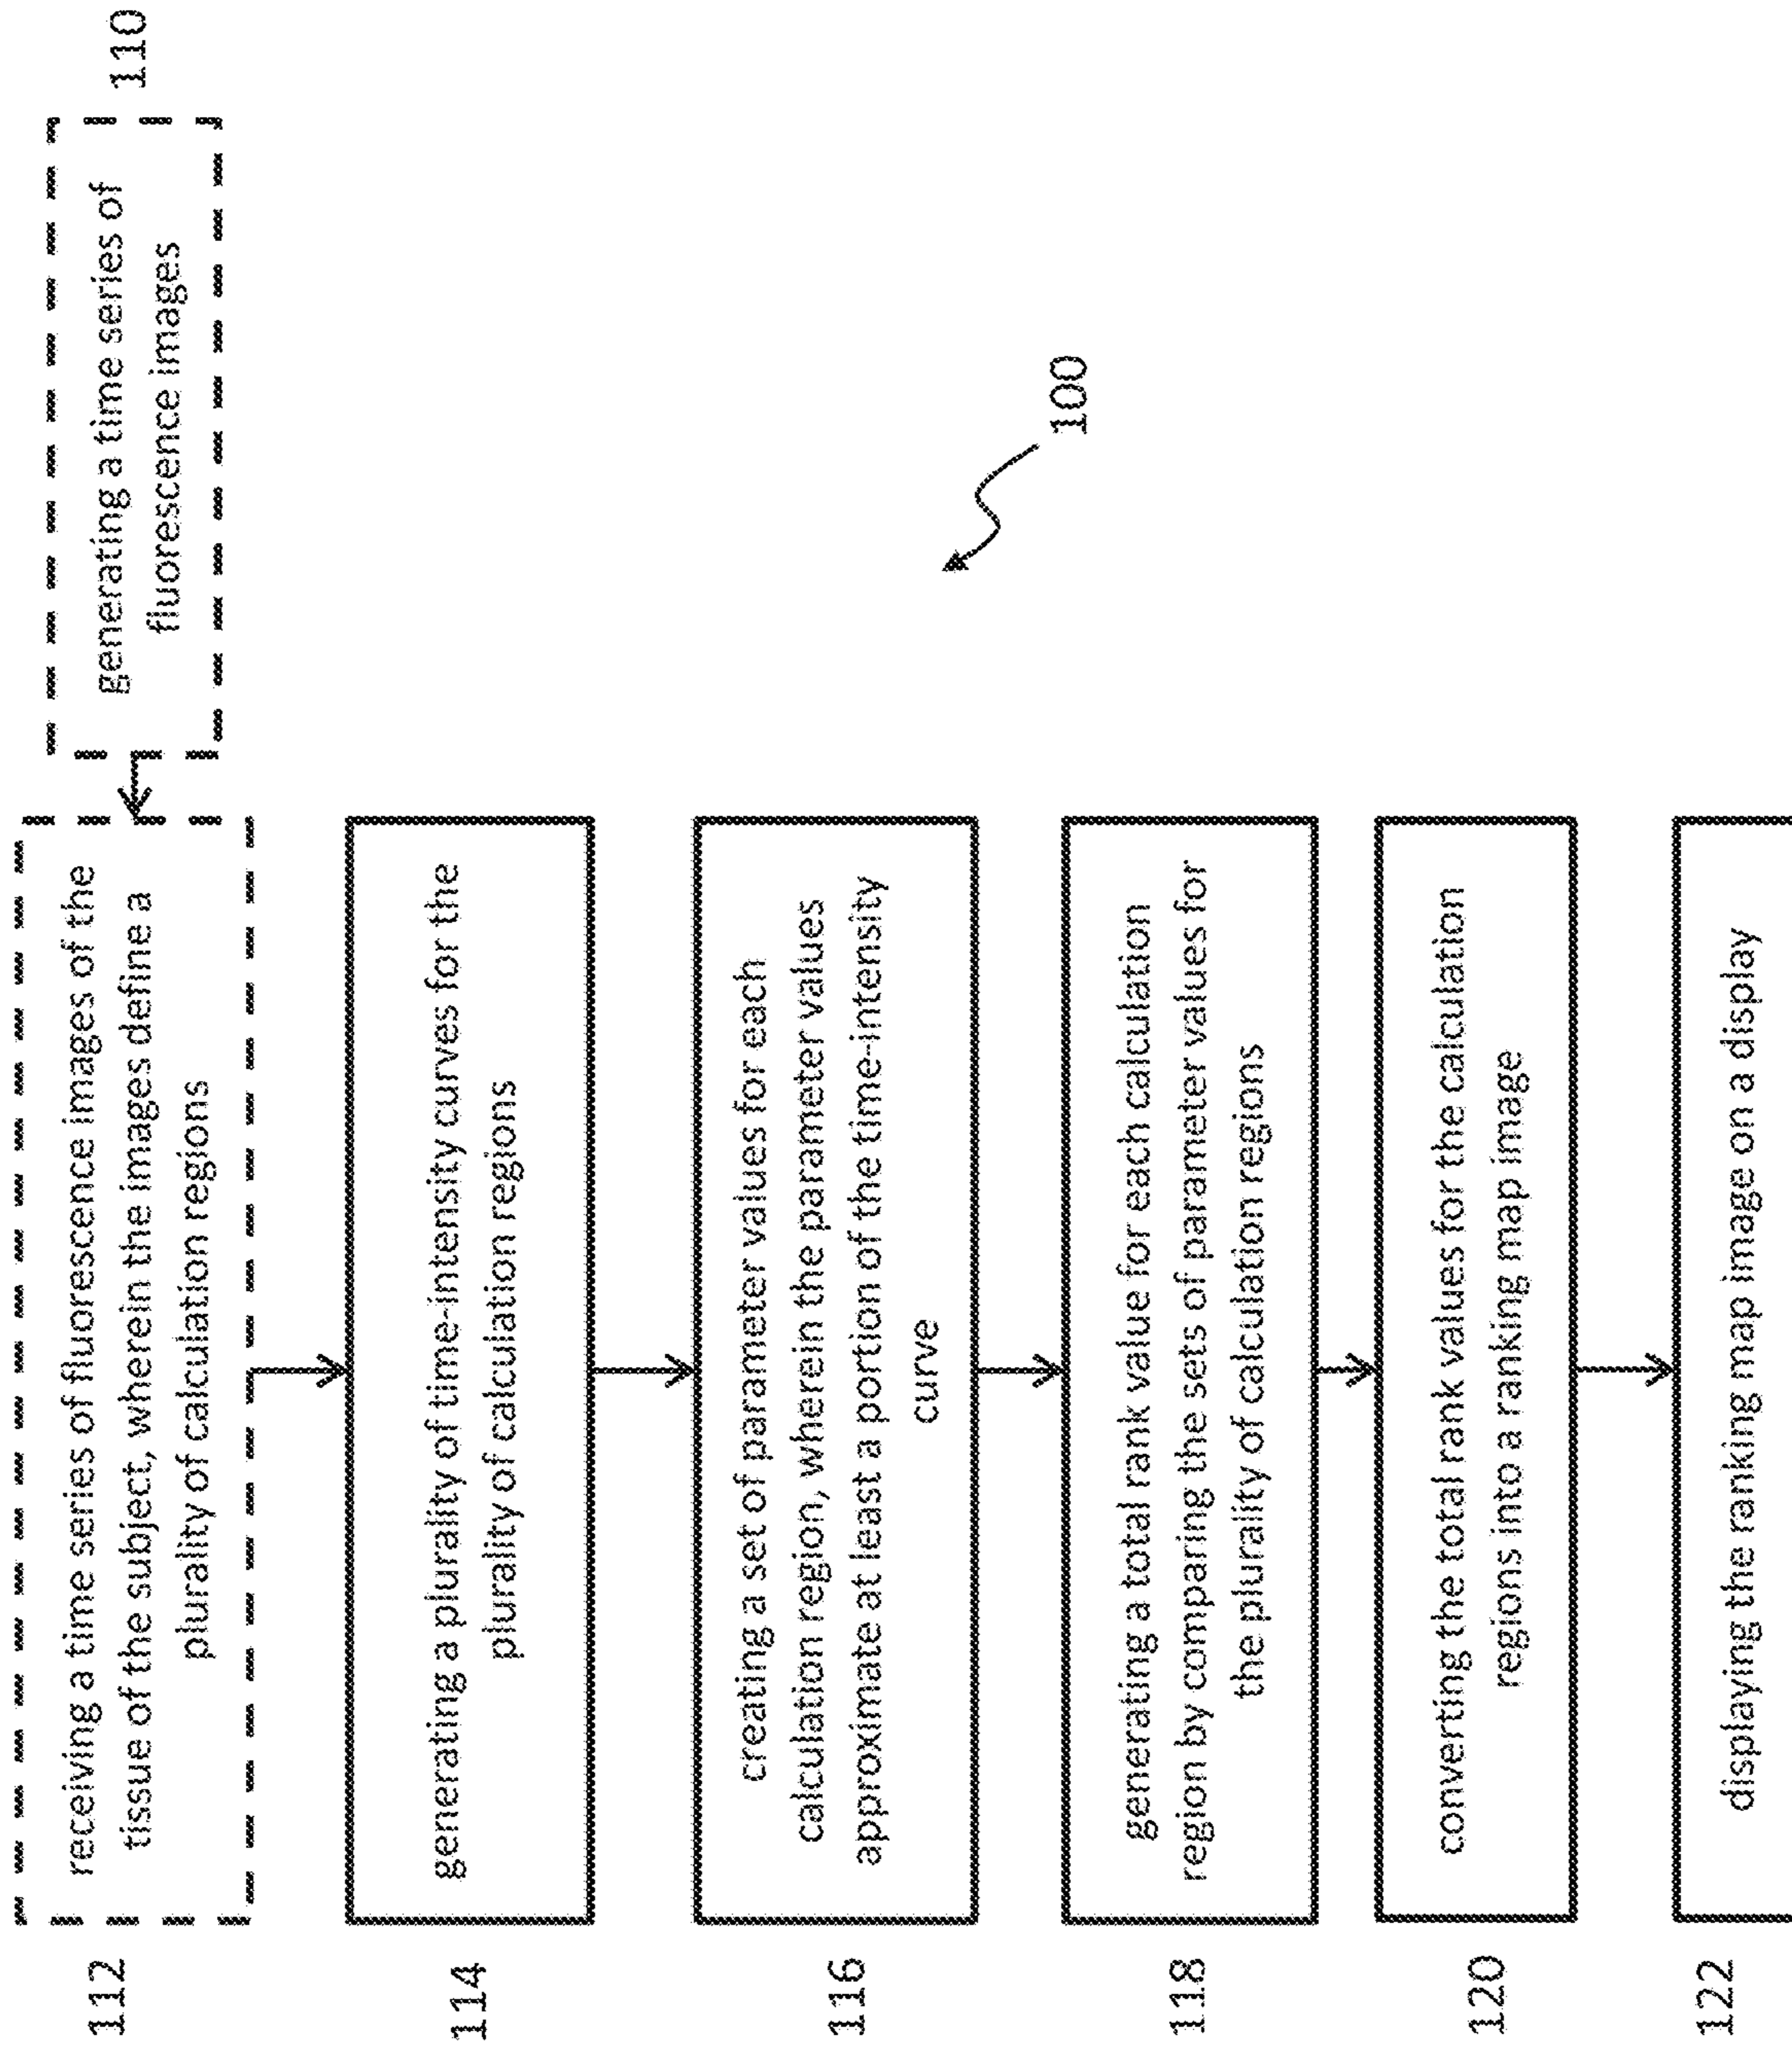 110
generating a time series of
fluorescence images
112
receiving a time series of fluorescence images of the
tissue of the subject, wherein the images define a
plurality of calculation regions
114
generating a plurality of time-intensity curves for the
plurality of calculation regions
116
creating a set of parameter values for each
calculation region, wherein the parameter values
approximate at least a portion of the time-intensity
curve
118
generating a total rank value for each calculation
region by comparing the sets of parameter values for
the plurality of calculation regions
120
converting the total rank values for the calculation
regions into a ranking map image
122
displaying the ranking map image on a display
100